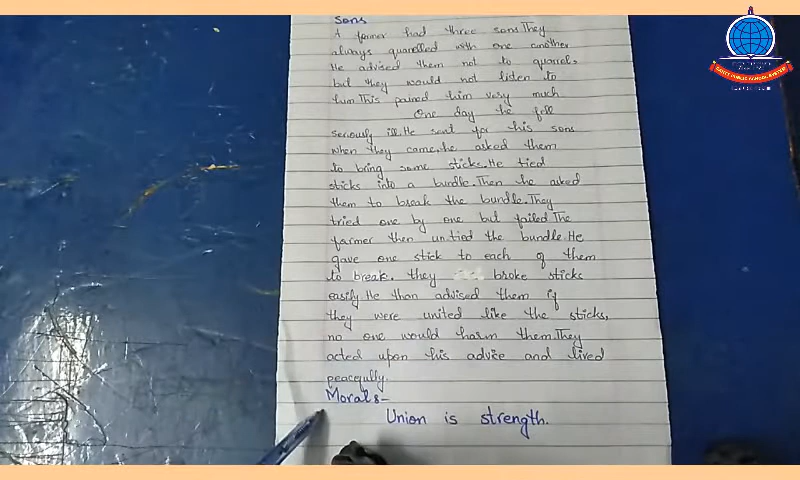 Sons
A farmer had three sons.They
always quarelled with one another
He advised them not to quarrel,
but they would not listen to
him.This pained him very much
One day he fell
seriously ill.He sent for his sons
when they came,he asked them
to bring some sticks.He tied
sticks into a bundle.Then he asked
them to break the bundle.They
tried one by one but failed.The
farmer then untied the bundle.He
gave one stick to each of them
to break. they broke sticks
easily.He than advised them if
they were united like the sticks,
no one would harm them.They
acted upon his advice and lived
peacefully.
Morals-
Union is strength.